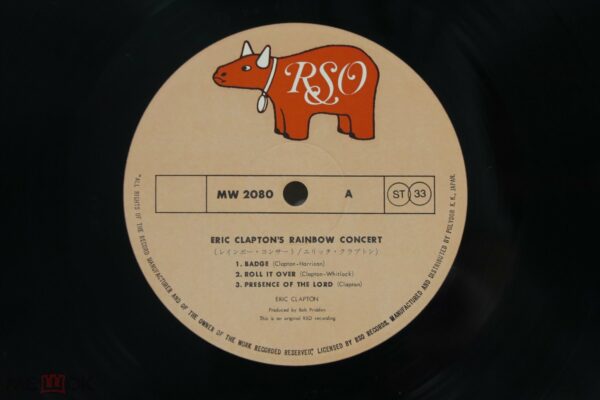 RSO
MW 2080
A
ST 33
ERIC CLAPTON'S RAINBOW CONCERT
(レインボー・コンサート)/エリック・クラプトン)
1. BADGE (Clapton-Harrison)
2. ROLL IT OVER (Clapton-Whitlock)
3. PRESENCE OF THE LORD (Clapton)
ERIC CLAPTON
Produced by Bob Pridden
This is an original RSO recording
"ALL RIGHTS OF THE RECORD MANUFACTURER AND OF THE OWNER OF THE WORK RECORDED RESERVED", LICENSED BY RSO RECORDS, MANUFACTURED AND DISTRIBUTED BY POLYDOR K.K., JAPAN.
МЕШОК